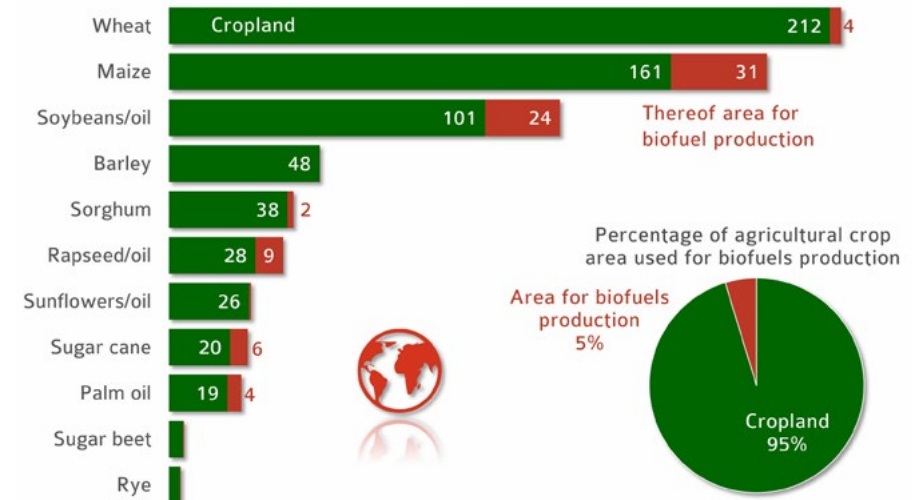 Wheat Cropland 212 4
Maize 161 31
Soybeans/oil 101 24
Thereof area for
biofuel production
Barley 48
Sorghum 38 2
Rapeseed/oil 28 9
Sunflowers/oil 26
Sugar cane 20 6
Palm oil 19 4
Sugar beet
Rye
Percentage of agricultural crop
area used for biofuels production
Area for biofuels
production
5%
Cropland
95%